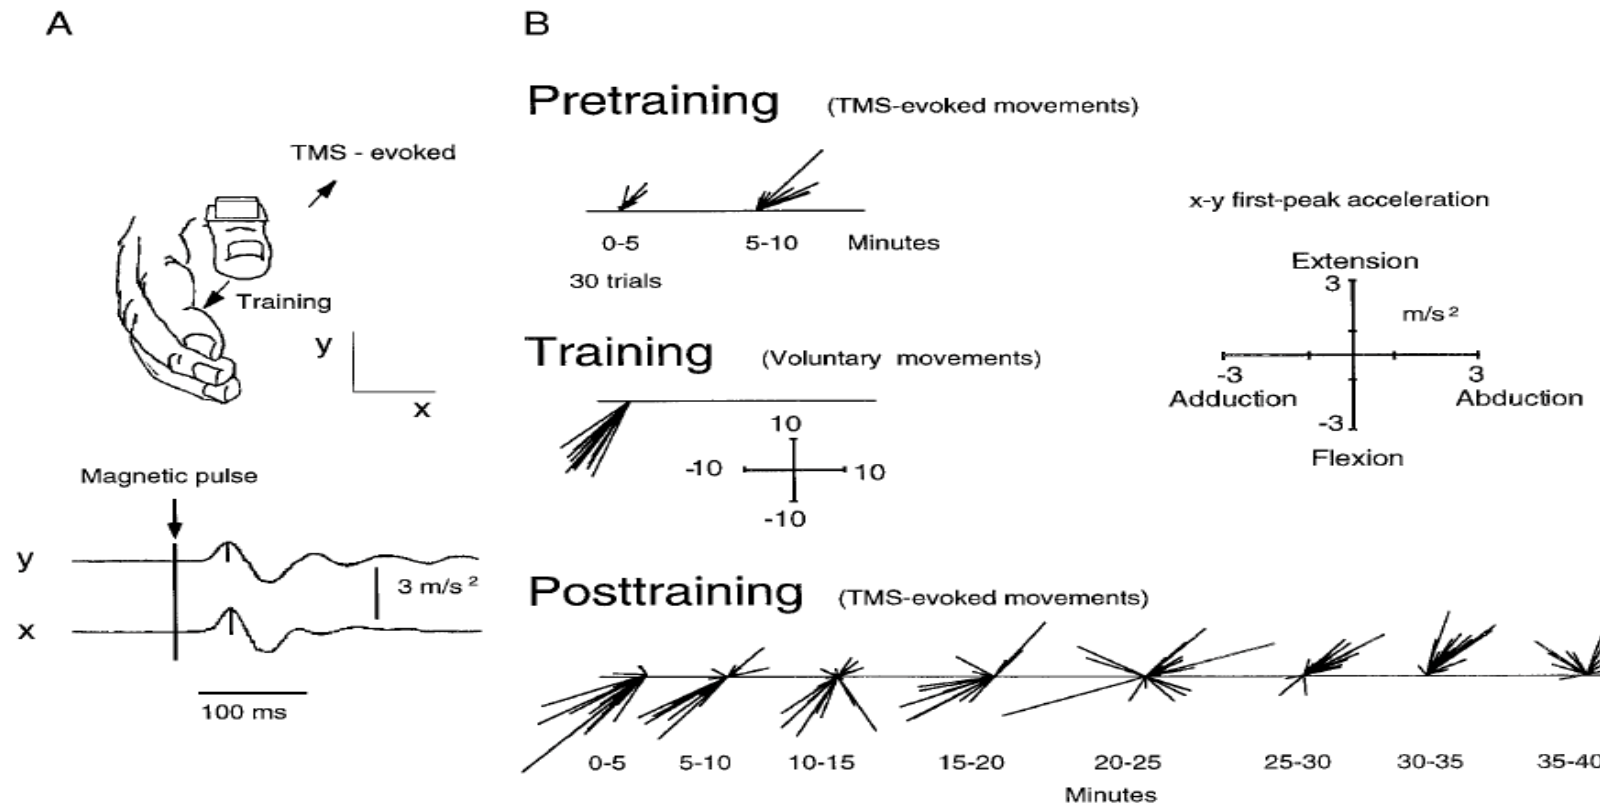 A
TMS - evoked
Training
y
x
Magnetic pulse
y
3 m/s²
x
100 ms
B
Pretraining (TMS-evoked movements)
0-5 5-10 Minutes
30 trials
x-y first-peak acceleration
Extension
3
m/s²
-3 3
Adduction Abduction
-3
Flexion
Training (Voluntary movements)
10
-10 10
-10
Posttraining (TMS-evoked movements)
0-5 5-10 10-15 15-20 20-25 25-30 30-35 35-40
Minutes